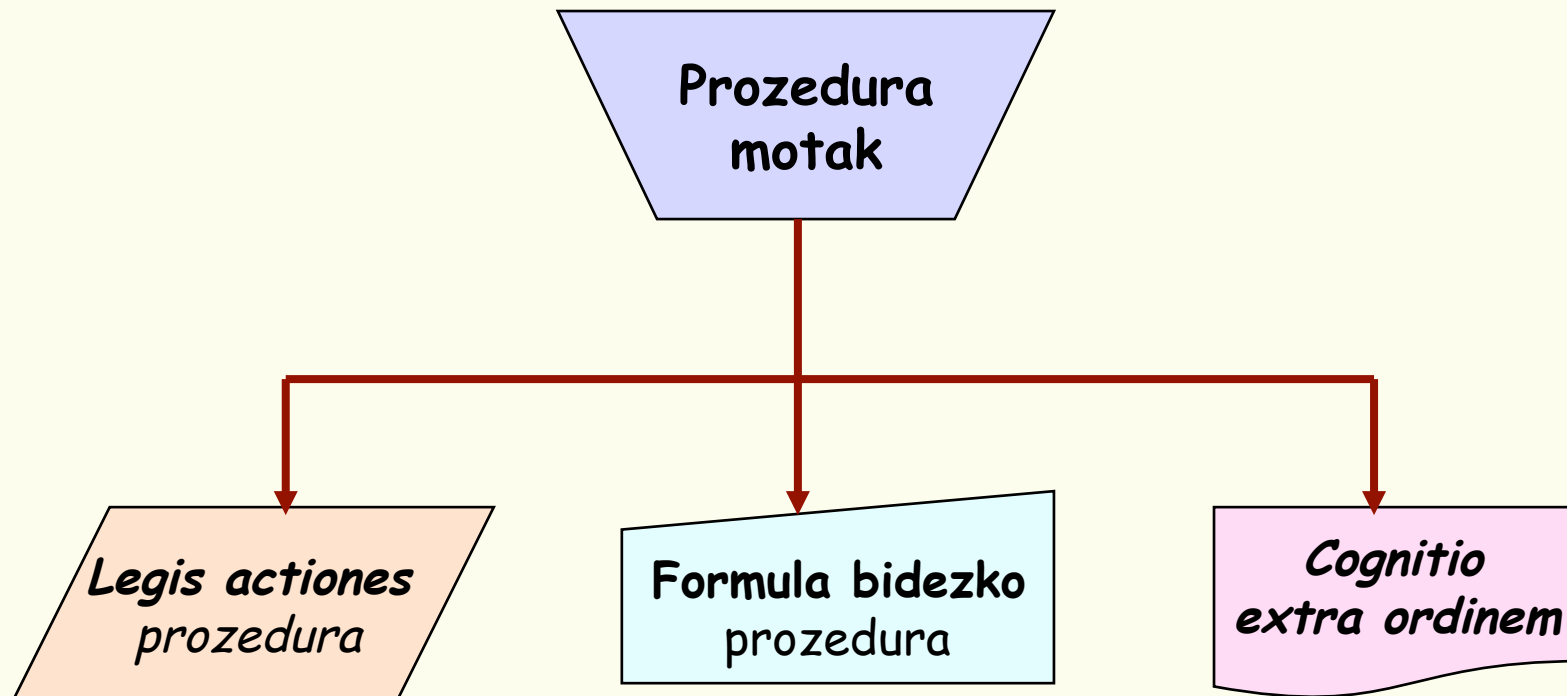 Prozedura
motak
Legis actiones
prozedura
Formula bidezko
prozedura
Cognitio
extra ordinem